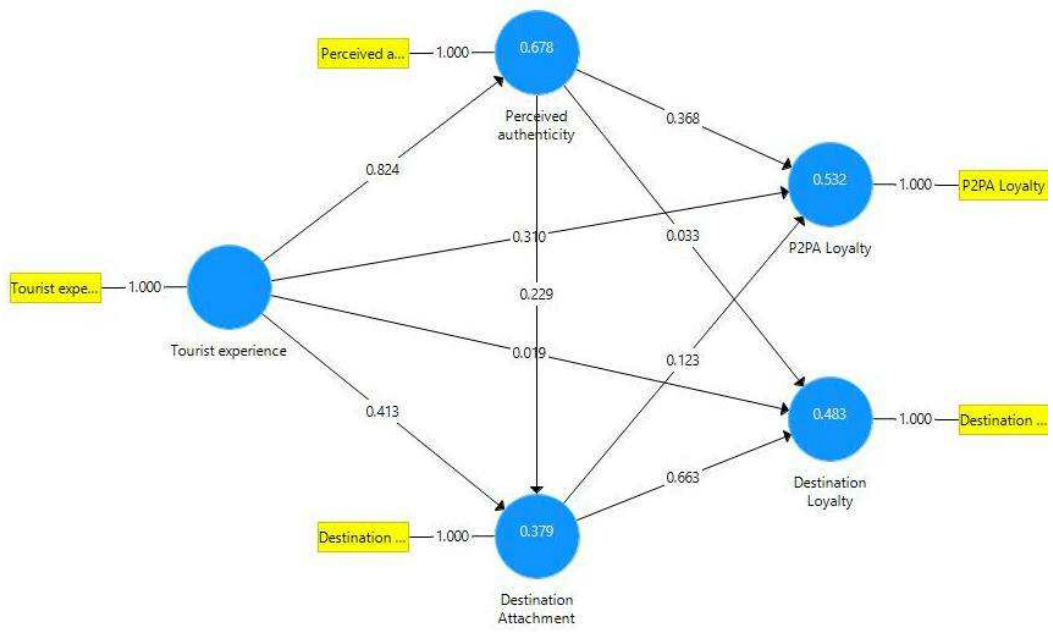 Perceived a...
1.000
0.678
Perceived
authenticity
0.368
0.824
0.532
1.000
P2PA Loyalty
P2PA Loyalty
0.310
0.033
Tourist expe...
1.000
Tourist experience
0.229
0.019
0.123
0.413
0.483
1.000
Destination ...
0.663
Destination
Loyalty
Destination ...
1.000
0.379
Destination
Attachment